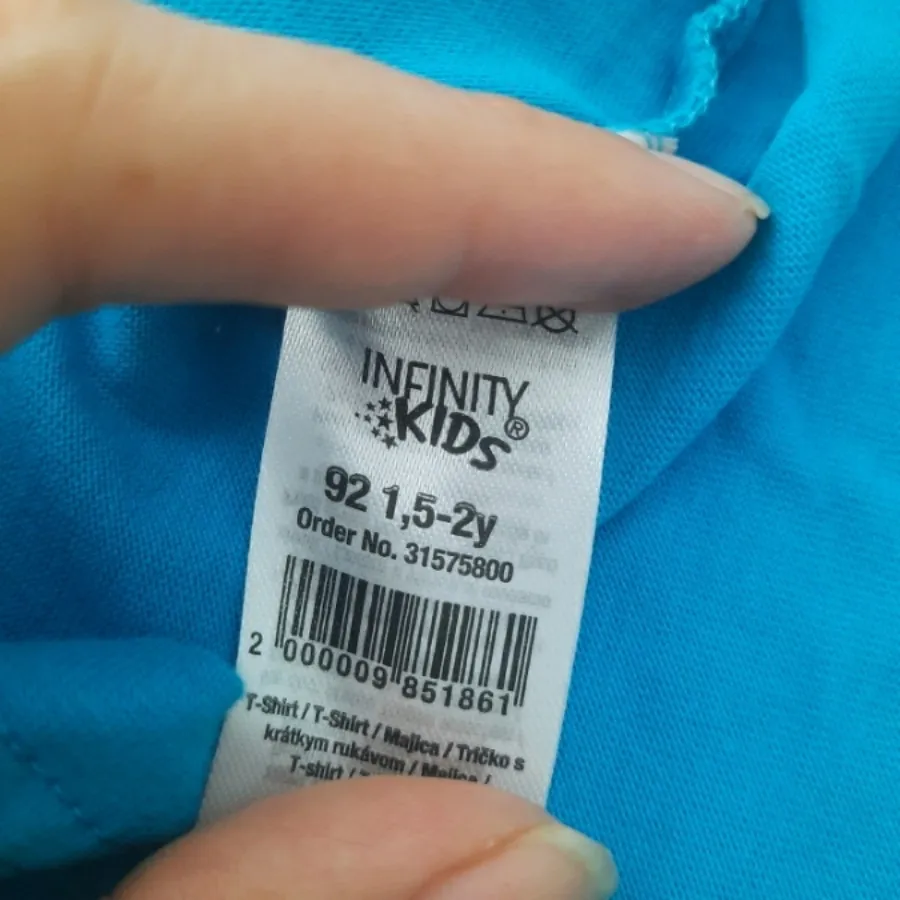 INFINITY
KIDS®
92 1,5-2y
Order No. 31575800
2 000009 851861
T-Shirt / T-Shirt / Majica / Tričko s
krátkym rukávom / Majica /
T-shirt /